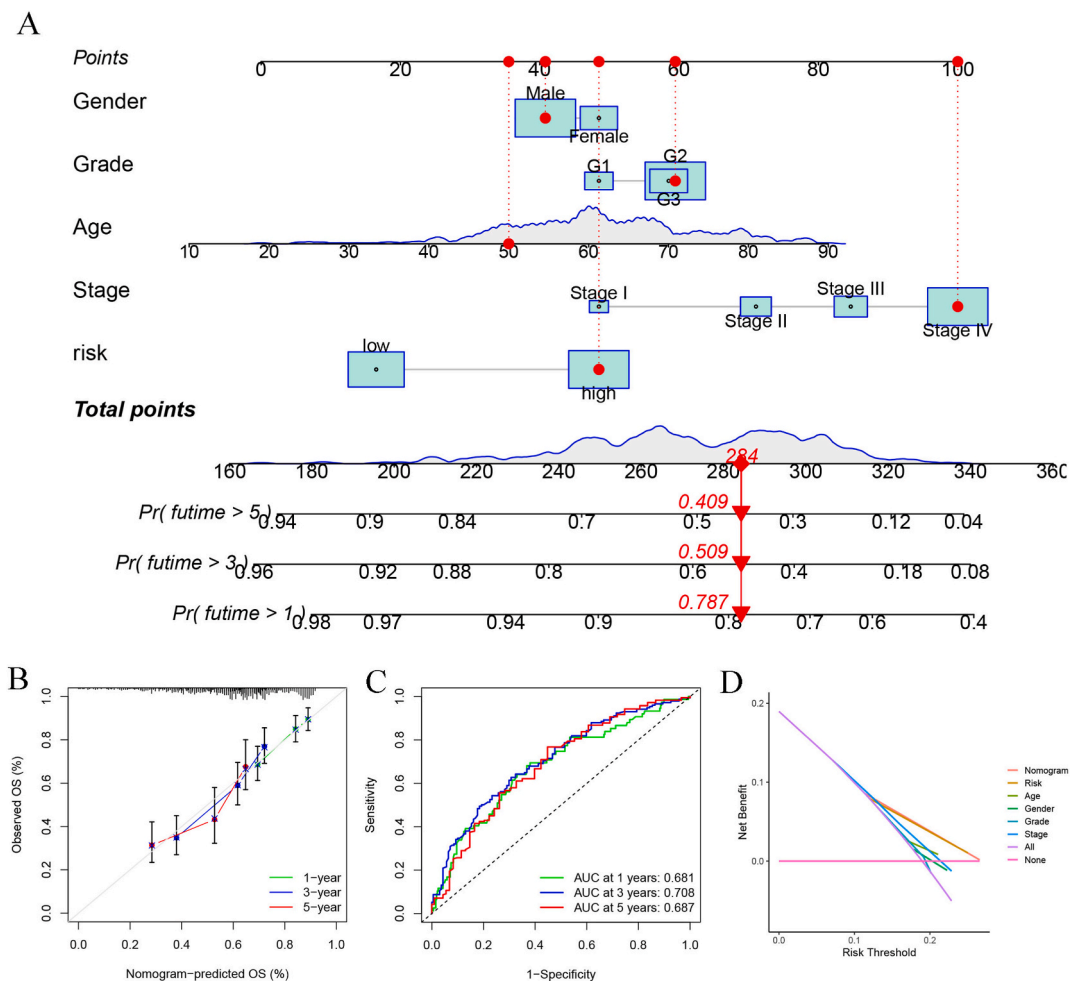 A
Points
0 20 40 60 80 100
Gender
Male
Female
Grade
G1 G2
G3
Age
10 20 30 40 50 60 70 80 90
Stage
Stage I Stage II Stage III Stage IV
risk
low
high
Total points
284
160 180 200 220 240 260 280 300 320 340 360
0.409
Pr( futime > 5 )
0.94 0.9 0.84 0.7 0.5 0.3 0.12 0.04
0.509
Pr( futime > 3 )
0.96 0.92 0.88 0.8 0.6 0.4 0.18 0.08
0.787
Pr( futime > 1 )
0.98 0.97 0.94 0.9 0.8 0.7 0.6 0.4
B
Observed OS (%)
1.0
0.8
0.6
0.4
0.2
0.0
1-year
3-year
5-year
0.0 0.2 0.4 0.6 0.8 1.0
Nomogram-predicted OS (%)
C
Sensitivity
1.0
0.8
0.6
0.4
0.2
0.0
AUC at 1 years: 0.681
AUC at 3 years: 0.708
AUC at 5 years: 0.687
0.0 0.2 0.4 0.6 0.8 1.0
1-Specificity
D
Net Benefit
0.2
0.1
0.0
0.0 0.1 0.2
Risk Threshold
Nomogram
Risk
Age
Gender
Grade
Stage
All
None